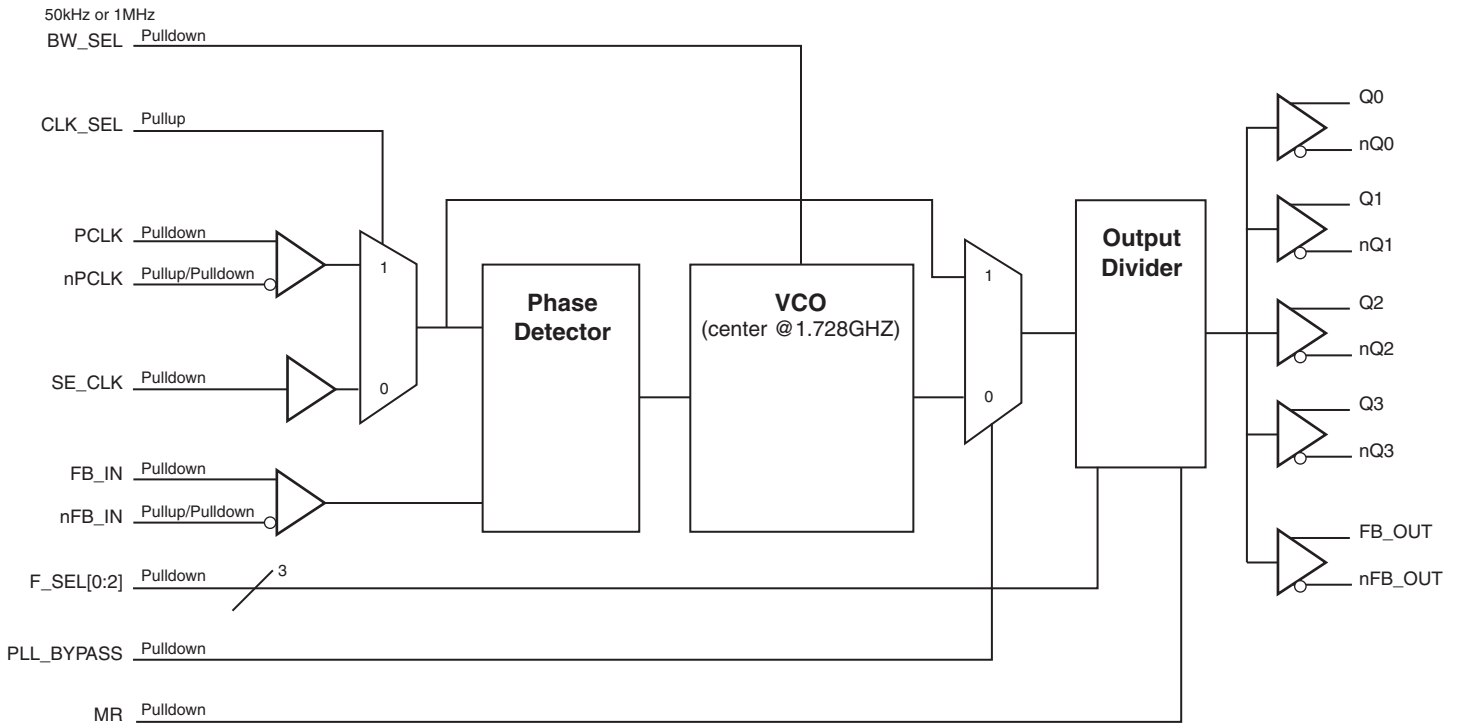 50kHz or 1MHz
BW_SEL Pulldown
CLK_SEL Pullup
PCLK Pulldown
nPCLK Pullup/Pulldown
1
SE_CLK Pulldown
0
FB_IN Pulldown
nFB_IN Pullup/Pulldown
F_SEL[0:2] Pulldown
3
PLL_BYPASS Pulldown
MR Pulldown
Phase
Detector
VCO
(center @1.728GHZ)
1
0
Output
Divider
Q0
nQ0
Q1
nQ1
Q2
nQ2
Q3
nQ3
FB_OUT
nFB_OUT